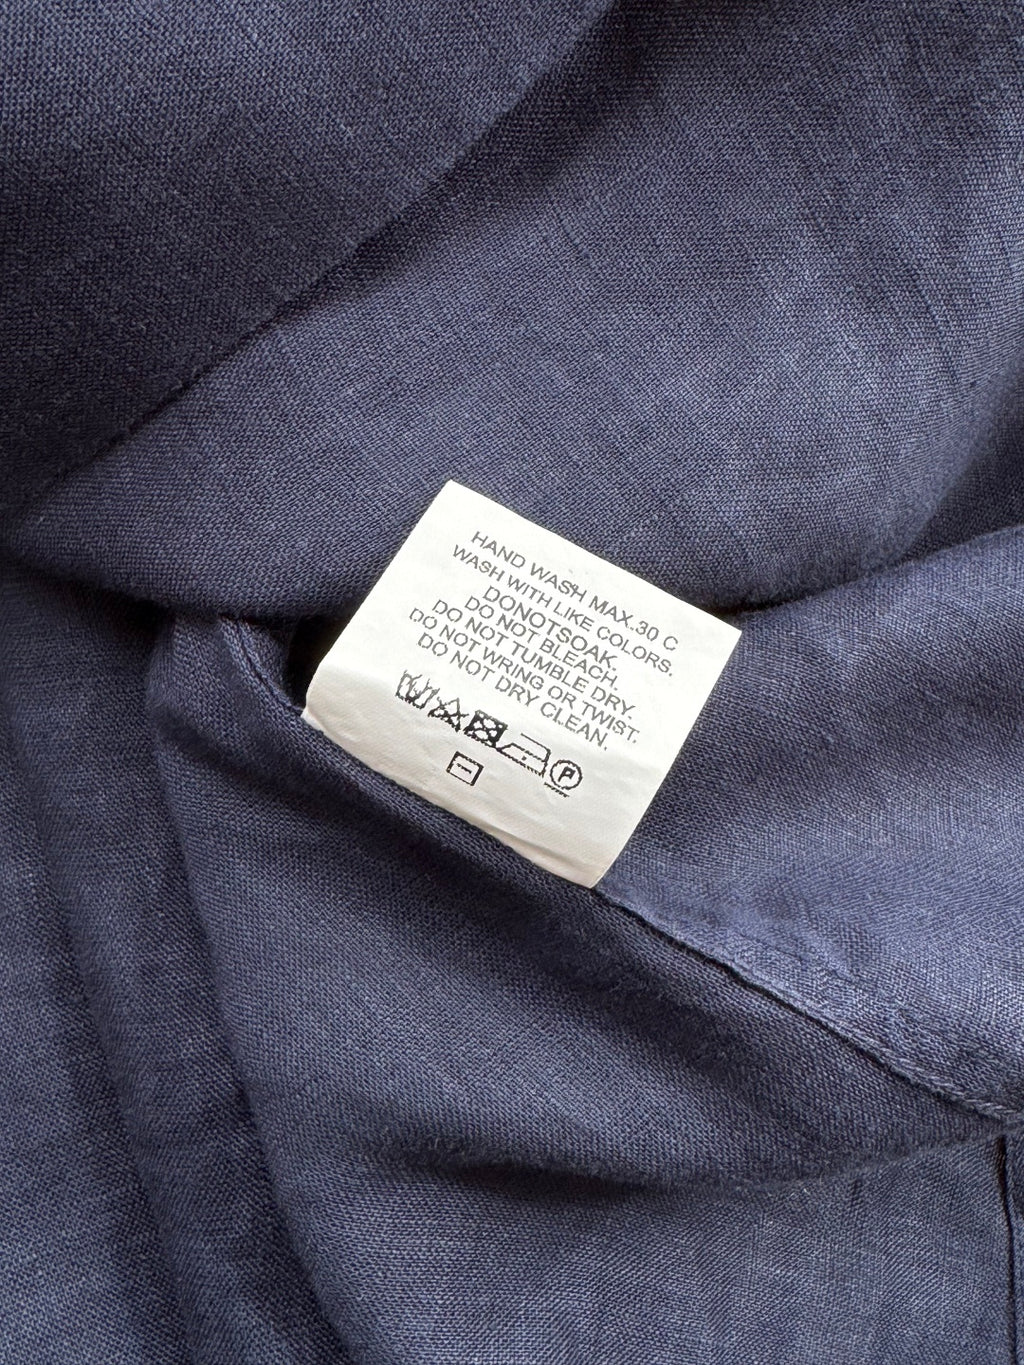 HAND WASH MAX.30 C
WASH WITH LIKE COLORS.
DONOTSOAK.
DO NOT BLEACH,
DO NOT TUMBLE DRY.
DO NOT WRING OR TWIST.
DO NOT DRY CLEAN,
P